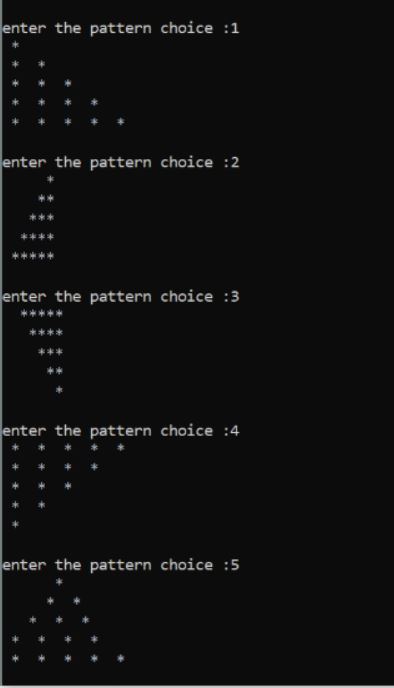 enter the pattern choice :1
 *
 *  *
 *  *  *
 *  *  *  *
 *  *  *  *  *
enter the pattern choice :2
     *
    **
   ***
  ****
 *****
enter the pattern choice :3
  *****
   ****
    ***
     **
      *
enter the pattern choice :4
 *  *  *  *  *
 *  *  *  *
 *  *  *
 *  *
 *
enter the pattern choice :5
      *
     *  *
   *  *  *
 *  *  *  *
 *  *  *  *  *